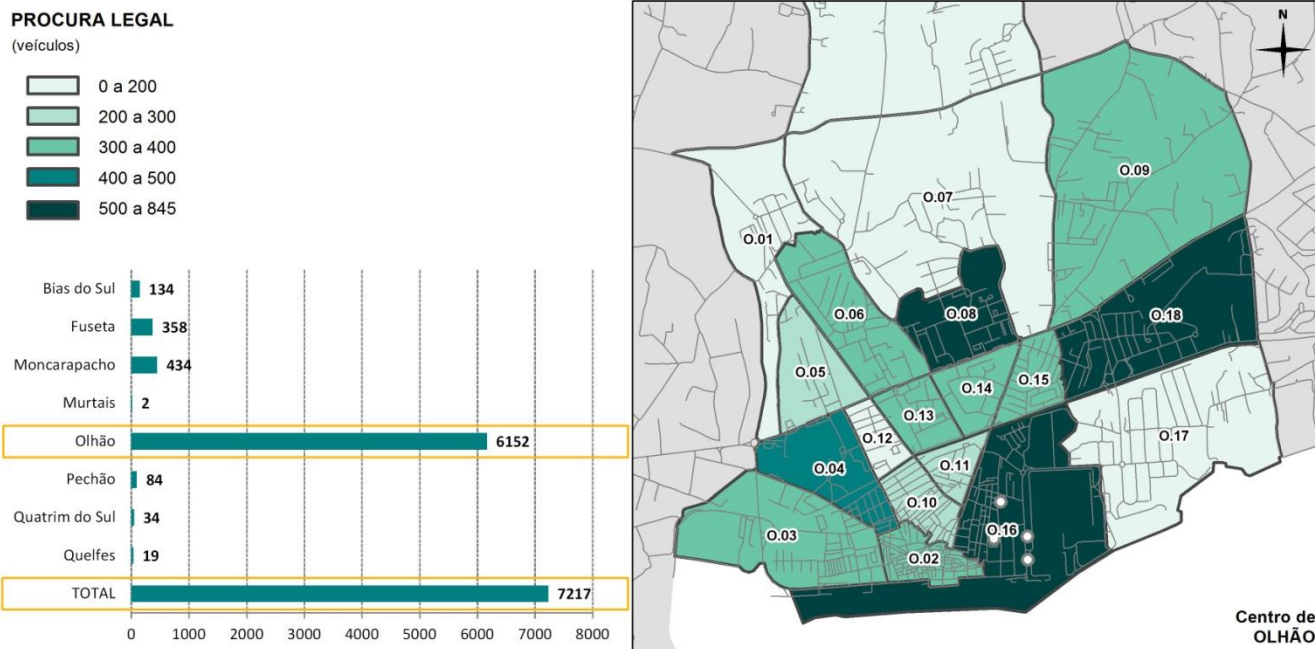 PROCURA LEGAL
(veículos)
0 a 200
200 a 300
300 a 400
400 a 500
500 a 845
Bias do Sul 134
Fuseta 358
Moncarapacho 434
Murtais 2
Olhão 6152
Pechão 84
Quatrim do Sul 34
Quelfes 19
TOTAL 7217
0 1000 2000 3000 4000 5000 6000 7000 8000
N
O.09
O.07
O.01
O.06
O.08
O.18
O.05
O.14
O.15
O.13
O.12
O.17
O.04
O.11
O.10
O.03
O.16
O.02
Centro de
OLHÃO